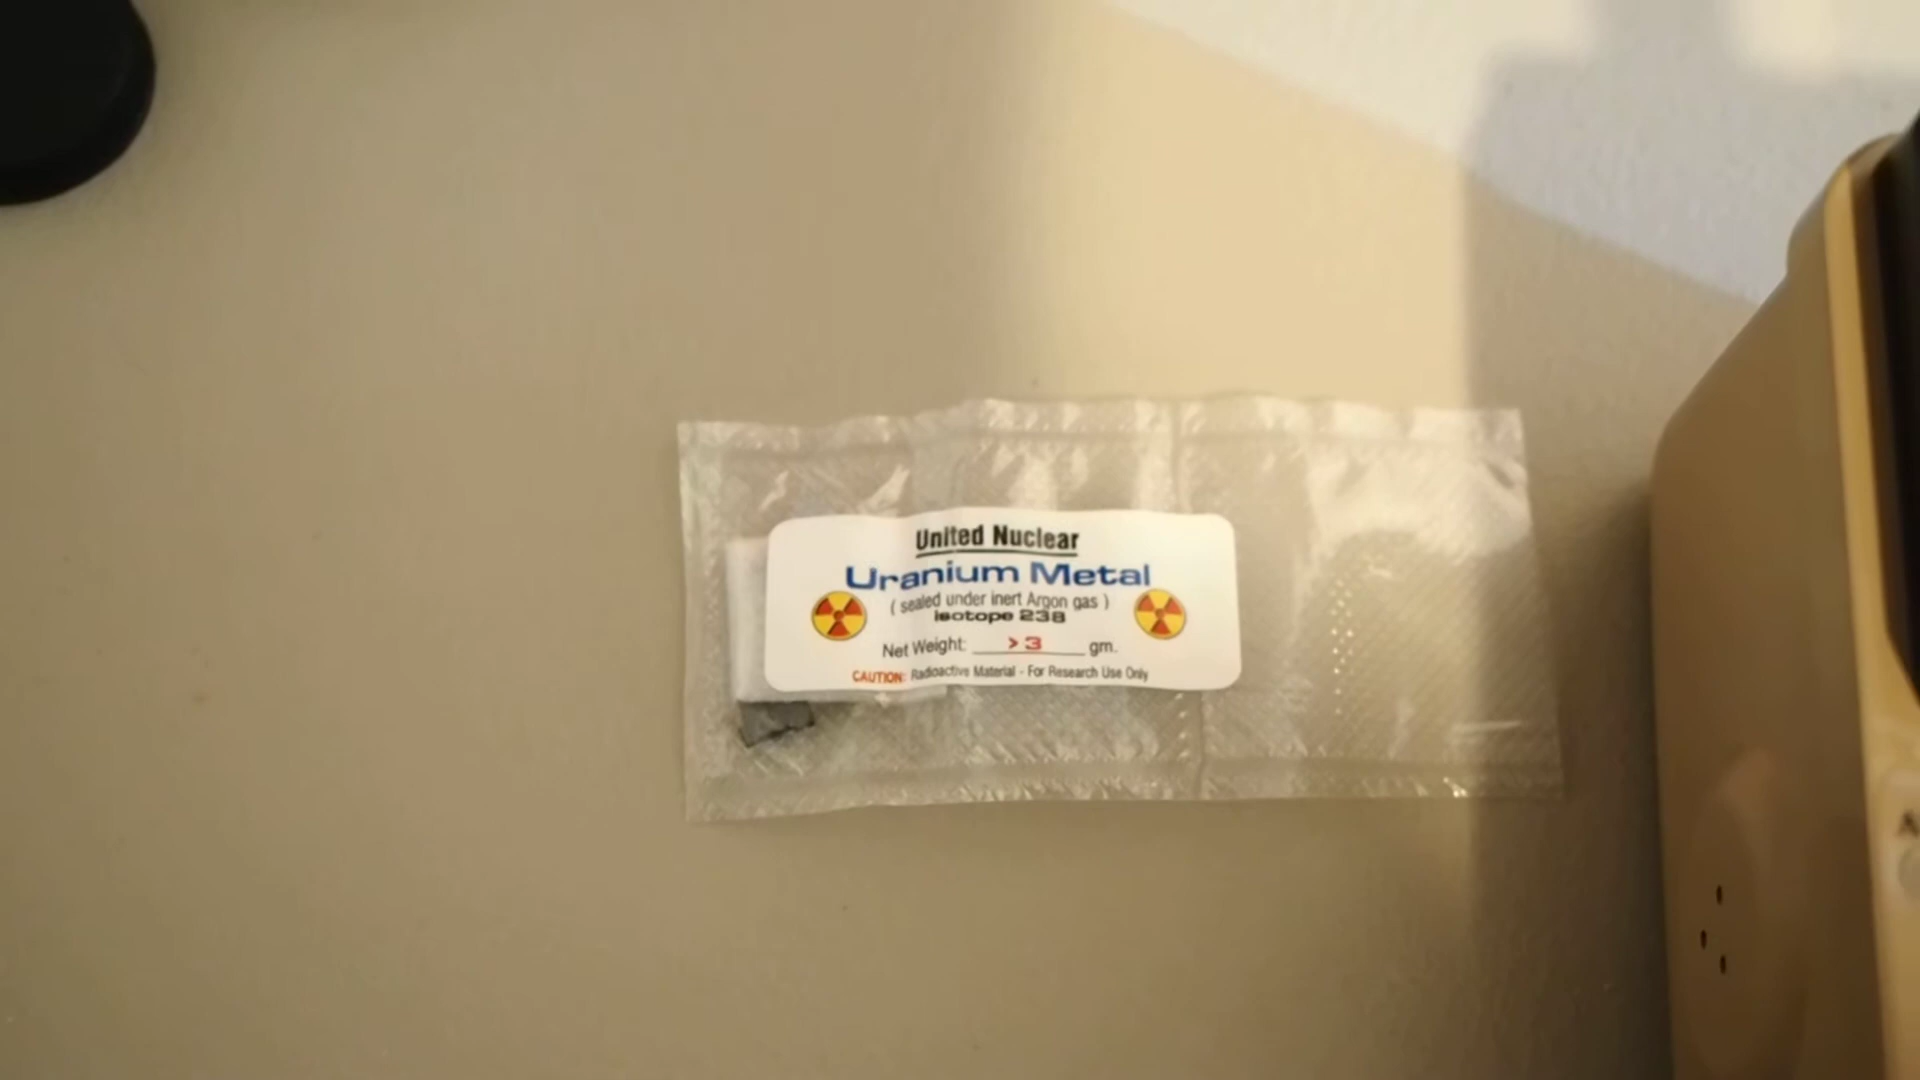 United Nuclear
Uranium Metal
( sealed under inert Argon gas )
Isotope 238
Net Weight: > 3 gm.
CAUTION: Radioactive Material - For Research Use Only
A